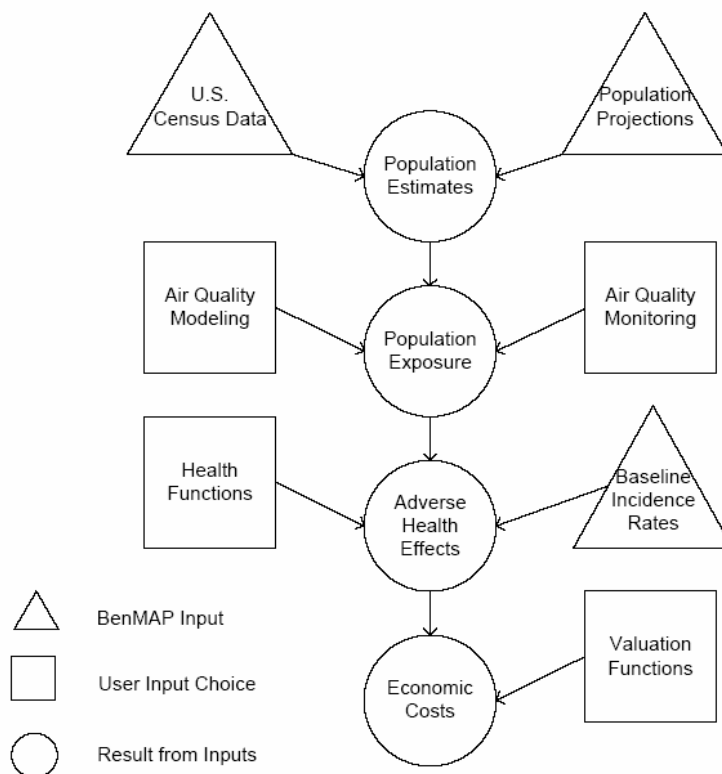 U.S.
Census Data
Population
Projections
Population
Estimates
Air Quality
Modeling
Air Quality
Monitoring
Population
Exposure
Health
Functions
Baseline
Incidence
Rates
Adverse
Health
Effects
Valuation
Functions
Economic
Costs
BenMAP Input
User Input Choice
Result from Inputs